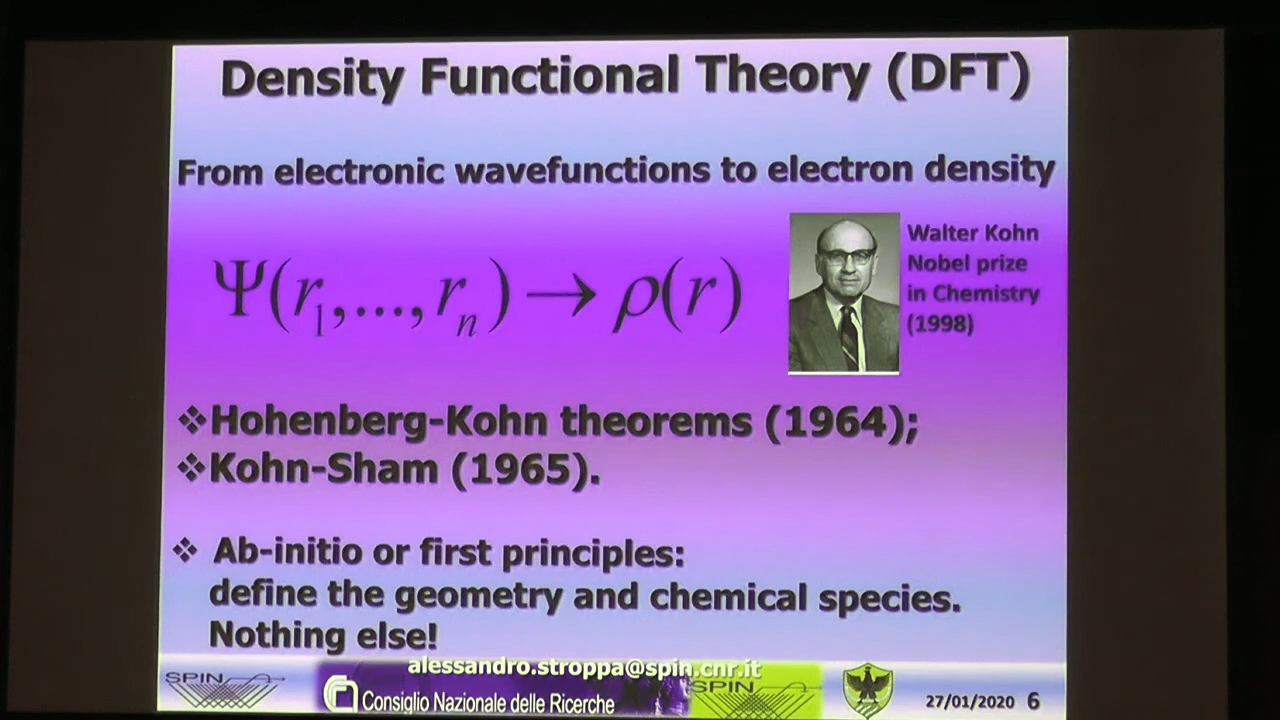 Density Functional Theory (DFT)
From electronic wavefunctions to electron density
Ψ(r₁,...,rₙ)→ρ(r)
Walter Kohn
Nobel prize
in Chemistry
(1998)
❖Hohenberg-Kohn theorems (1964);
❖Kohn-Sham (1965).
❖ Ab-initio or first principles:
define the geometry and chemical species.
Nothing else!
alessandro.stroppa@spin.cnr.it
SPIN
Consiglio Nazionale delle Ricerche
SPIN
27/01/2020 6